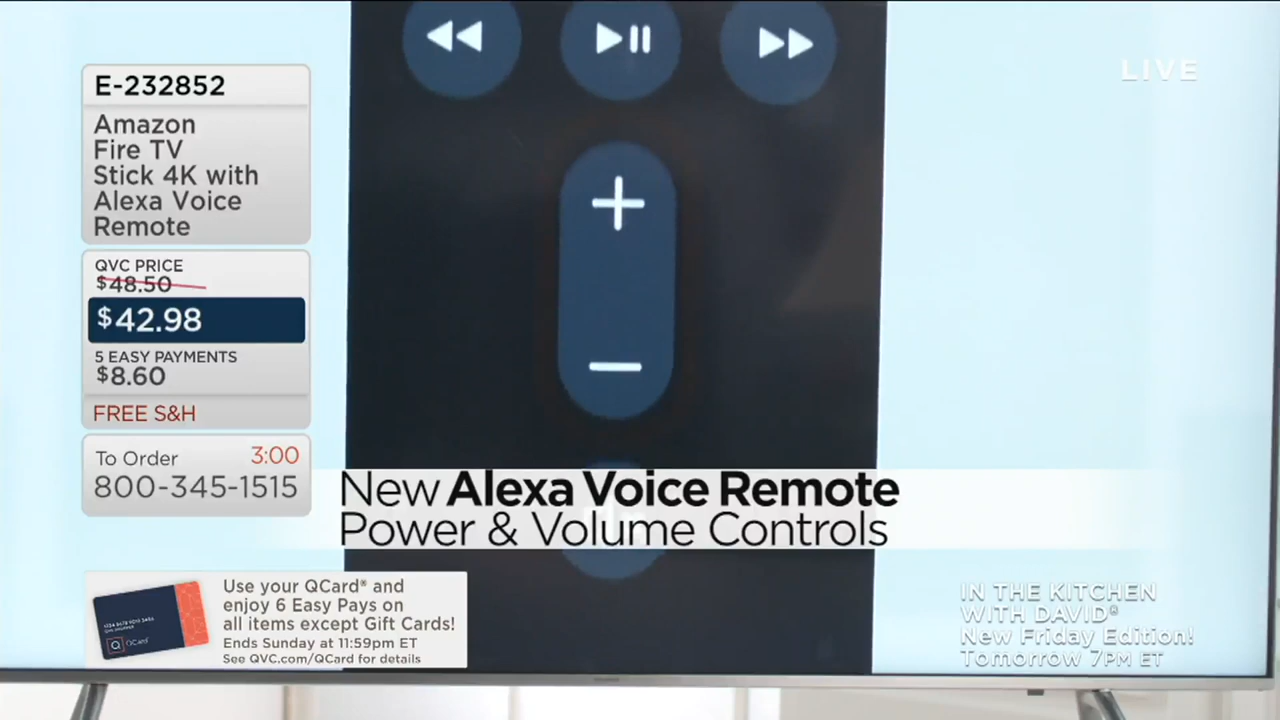 E-232852
Amazon
Fire TV
Stick 4K with
Alexa Voice
Remote
QVC PRICE
$48.50
$42.98
5 EASY PAYMENTS
$8.60
FREE S&H
To Order 3:00
800-345-1515
LIVE
New Alexa Voice Remote
Power & Volume Controls
QCard
Use your QCard® and
enjoy 6 Easy Pays on
all items except Gift Cards!
Ends Sunday at 11:59pm ET
See QVC.com/QCard for details
IN THE KITCHEN
WITH DAVID®
New Friday Edition!
Tomorrow 7PM ET